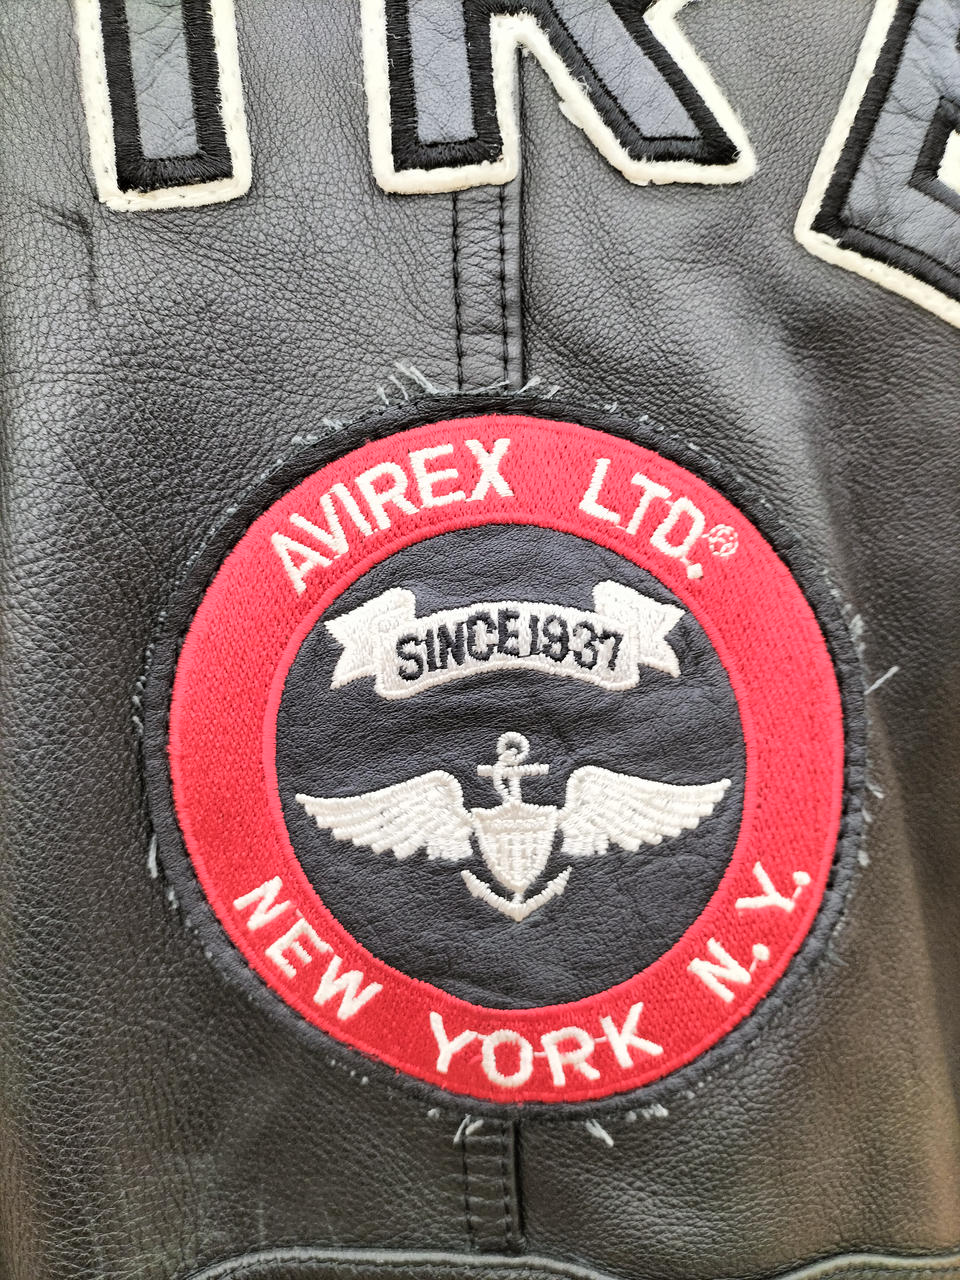 AVIREX LTD.®
SINCE 1937
NEW YORK N.Y.